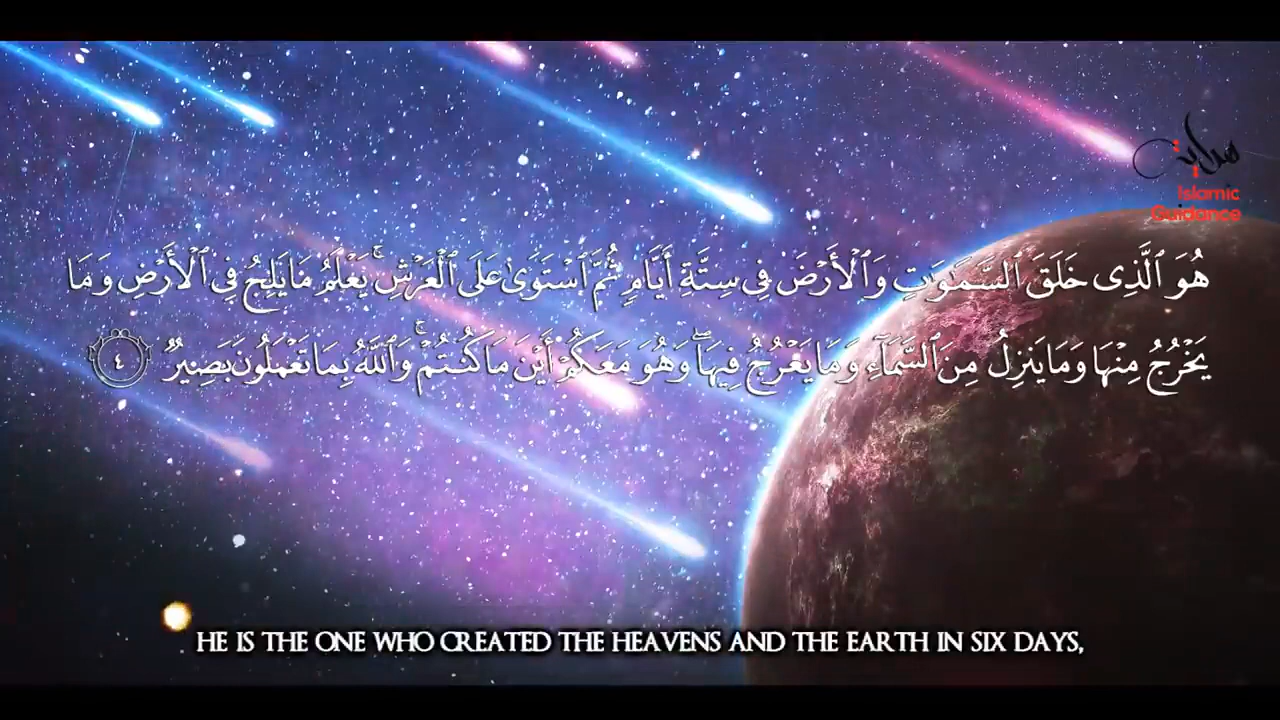 هداية
Islamic
Guidance
هُوَ ٱلَّذِى خَلَقَ ٱلسَّمَـٰوَٰتِ وَٱلْأَرْضَ فِى سِتَّةِ أَيَّامٍ ثُمَّ ٱسْتَوَىٰ عَلَى ٱلْعَرْشِ ۚ يَعْلَمُ مَا يَلِجُ فِى ٱلْأَرْضِ وَمَا
يَخْرُجُ مِنْهَا وَمَا يَنزِلُ مِنَ ٱلسَّمَآءِ وَمَا يَعْرُجُ فِيهَا ۖ وَهُوَ مَعَكُمْ أَيْنَ مَا كُنتُمْ ۚ وَٱللَّهُ بِمَا تَعْمَلُونَ بَصِيرٌ ٤
HE IS THE ONE WHO CREATED THE HEAVENS AND THE EARTH IN SIX DAYS,